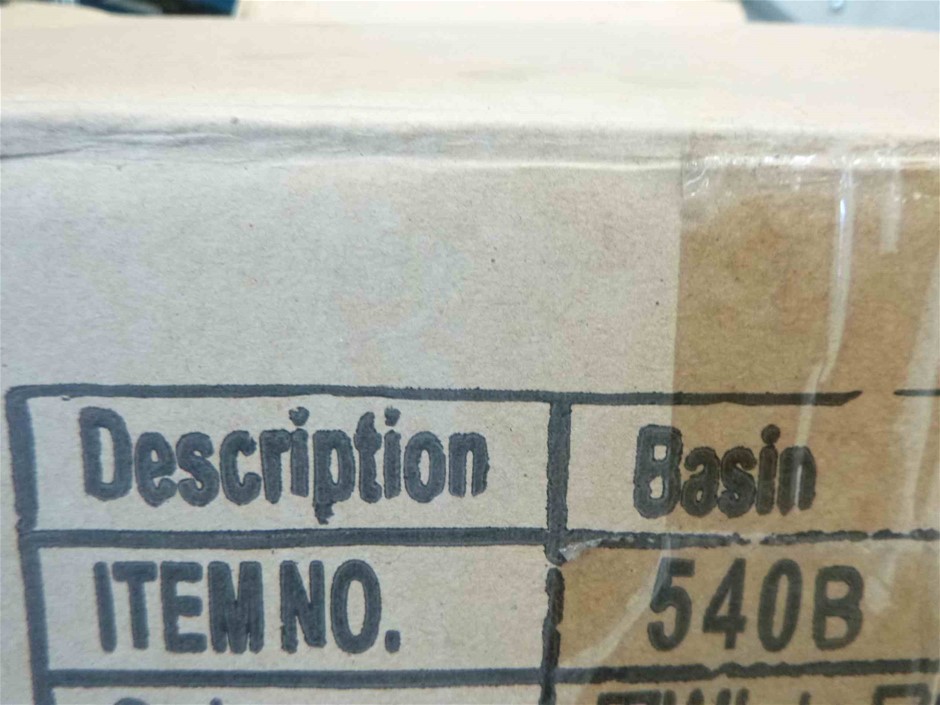 Description Basin
ITEM NO. 540B